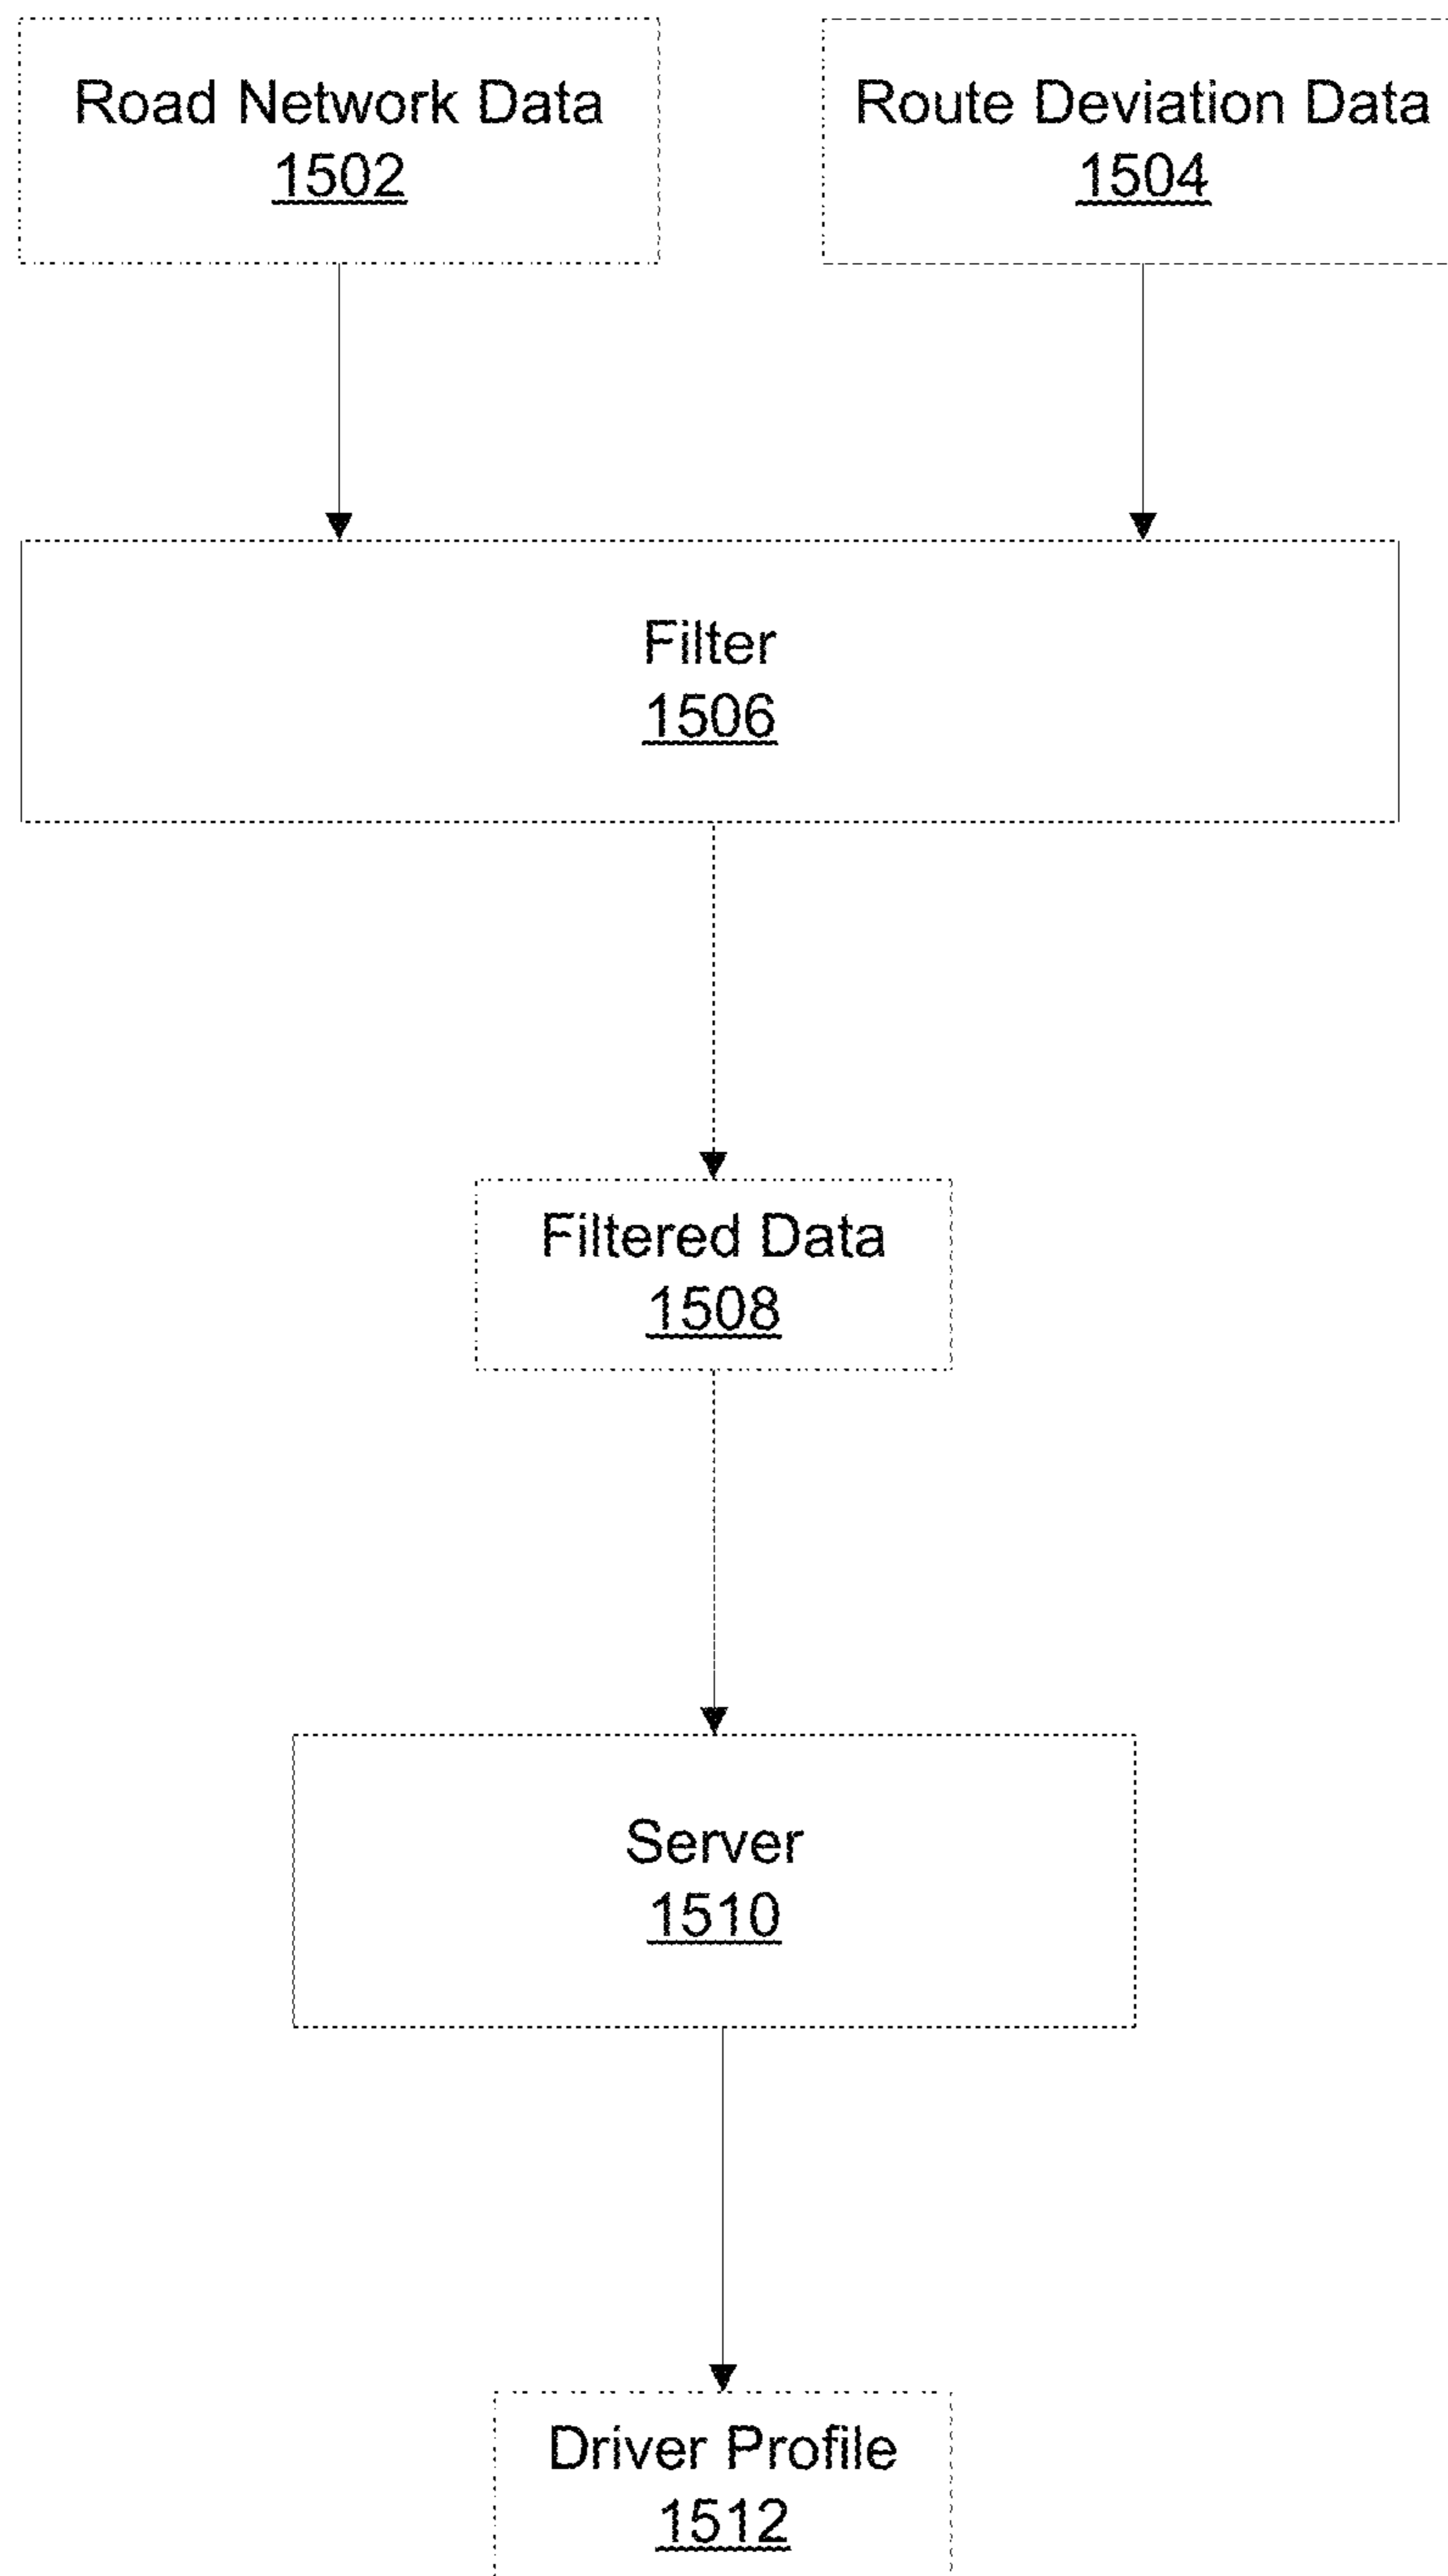 Road Network Data
1502
Route Deviation Data
1504
Filter
1506
Filtered Data
1508
Server
1510
Driver Profile
1512